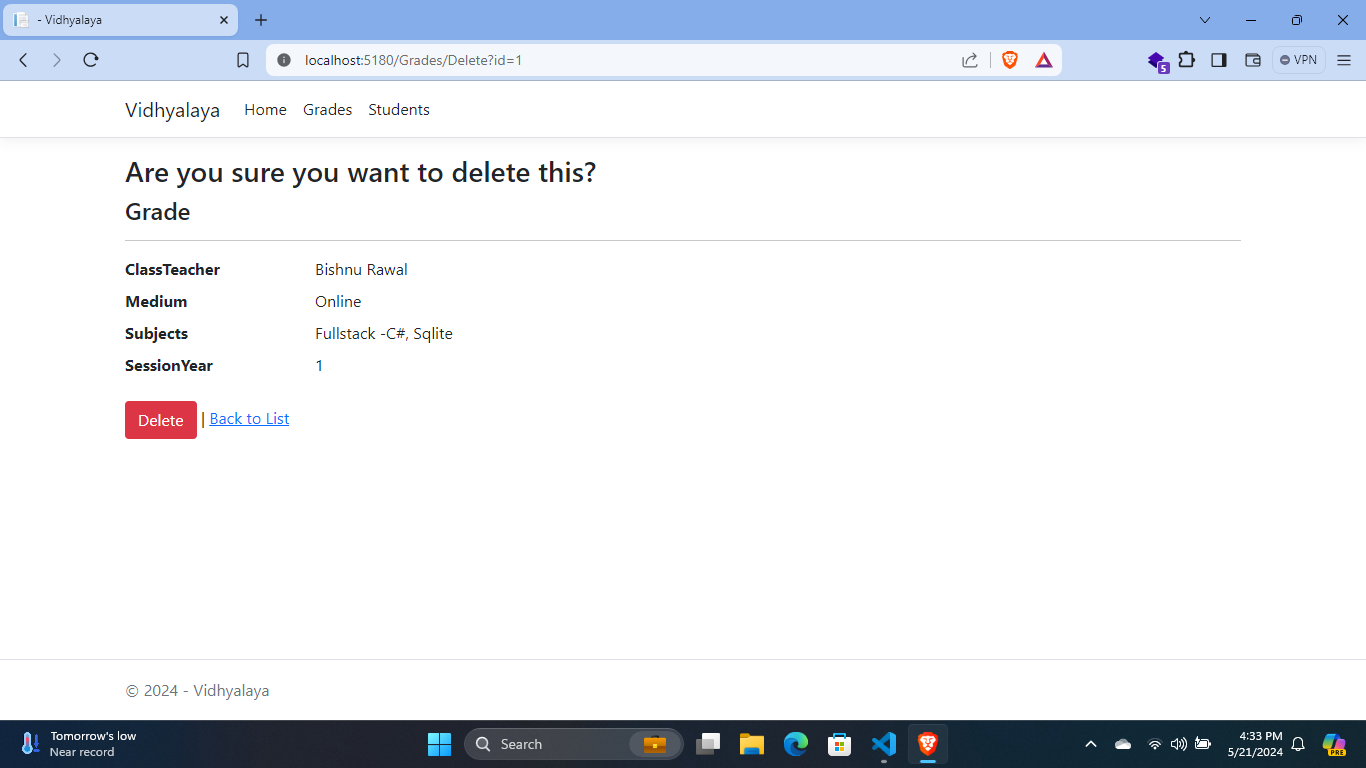 - Vidhyalaya
localhost:5180/Grades/Delete?id=1
5
VPN
Vidhyalaya Home Grades Students
Are you sure you want to delete this?
Grade
ClassTeacher Bishnu Rawal
Medium Online
Subjects Fullstack -C#, Sqlite
SessionYear 1
Delete | Back to List
© 2024 - Vidhyalaya
Tomorrow's low
Near record
Search
4:33 PM
5/21/2024
PRE